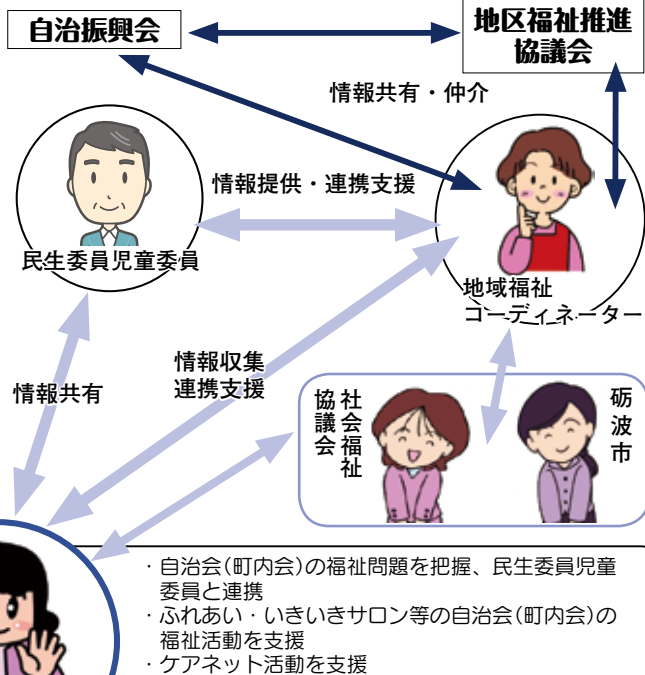 自治振興会
地区福祉推進
協議会
情報共有・仲介
情報提供・連携支援
民生委員児童委員
地域福祉
コーディネーター
情報収集
連携支援
情報共有
社会福祉
協議会
砺波市
・自治会(町内会)の福祉問題を把握、民生委員児童
委員と連携
・ふれあい・いきいきサロン等の自治会(町内会)の
福祉活動を支援
・ケアネット活動を支援